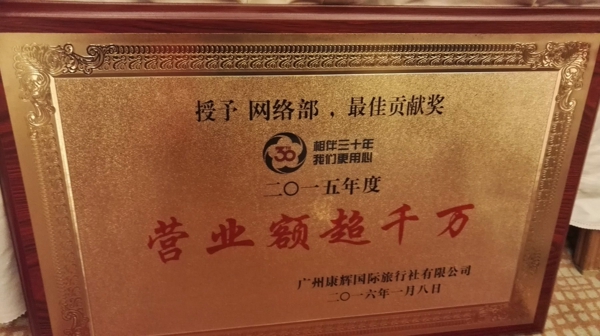 授予 网络部，最佳贡献奖
30
相伴三十年
我们更用心
二〇一五年度
营业额超千万
广州康辉国际旅行社有限公司
二〇一六年一月八日